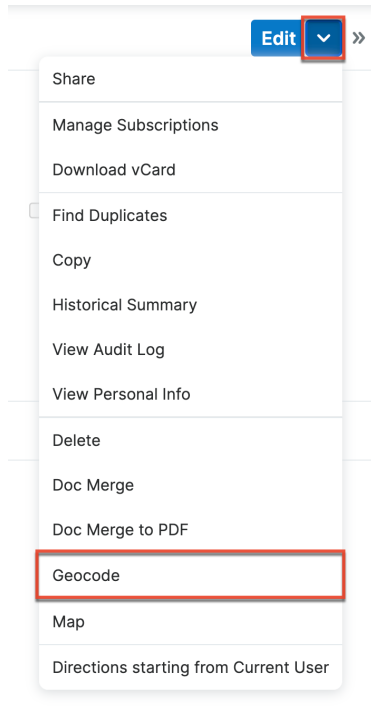 Edit
Share
Manage Subscriptions
Download vCard
Find Duplicates
Copy
Historical Summary
View Audit Log
View Personal Info
Delete
Doc Merge
Doc Merge to PDF
Geocode
Map
Directions starting from Current User